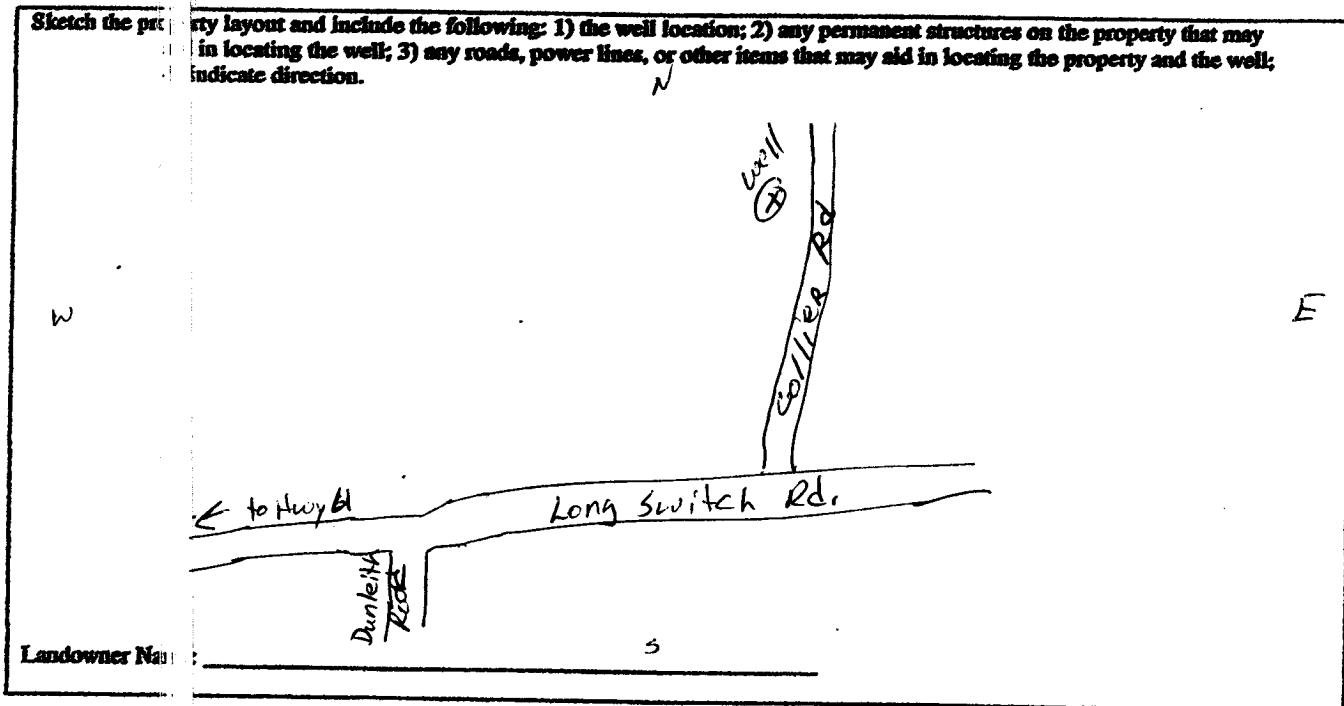 Sketch the pr rty layout and include the following: 1) the well location; 2) any permanent structures on the property that may
in locating the well; 3) any roads, power lines, or other items that may aid in locating the property and the well;
indicate direction.
N
well
Collier Rd
W
E
← to Hwy 61
Long Switch Rd.
Dunleith
S
Landowner Na :